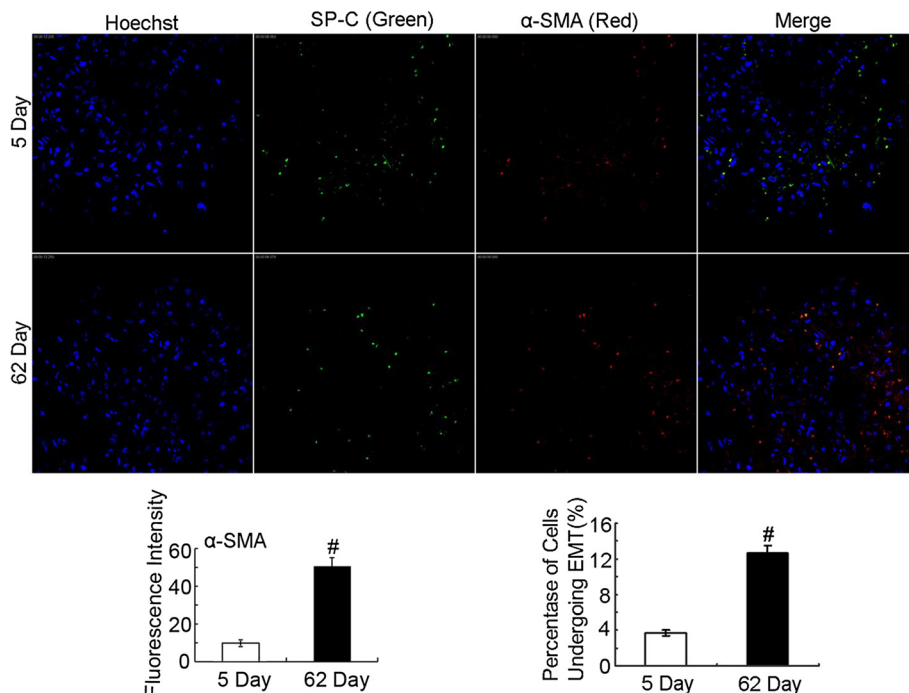 Hoechst
SP-C (Green)
α-SMA (Red)
Merge
5 Day
62 Day
Fluorescence Intensity
α-SMA
#
60
40
20
0
5 Day
62 Day
Percentage of Cells
Undergoing EMT(%)
#
16
12
8
4
0
5 Day
62 Day